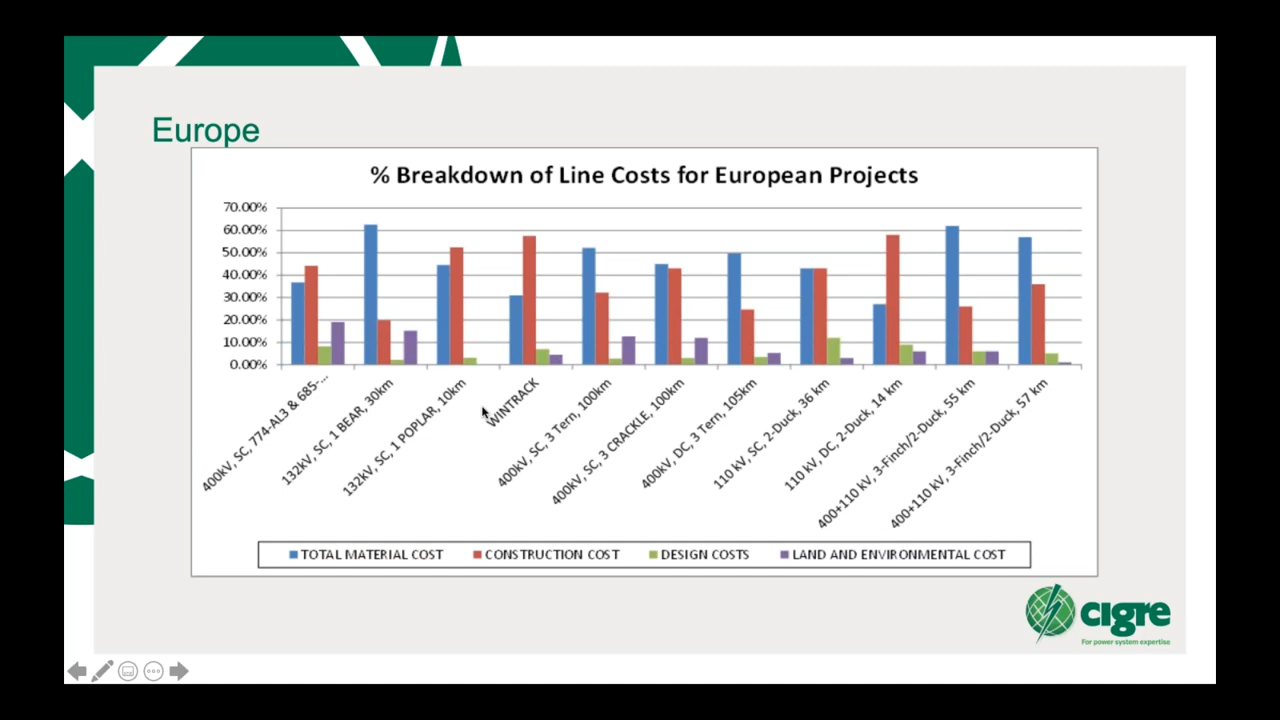 Europe
% Breakdown of Line Costs for European Projects
70.00%
60.00%
50.00%
40.00%
30.00%
20.00%
10.00%
0.00%
400kV, SC, 774-AL3 & 685-...
132kV, SC, 1 BEAR, 30km
132kV, SC, 1 POPLAR, 10km
WINTRACK
400kV, SC, 3 Tern, 100km
400kV, SC, 3 CRACKLE, 100km
400kV, DC, 3 Tern, 105km
110 kV, SC, 2-Duck, 36 km
110 kV, DC, 2-Duck, 14 km
400+110 kV, 3-Finch/2-Duck, 55 km
400+110 kV, 3-Finch/2-Duck, 57 km
TOTAL MATERIAL COST CONSTRUCTION COST DESIGN COSTS LAND AND ENVIRONMENTAL COST
cigre
For power system expertise